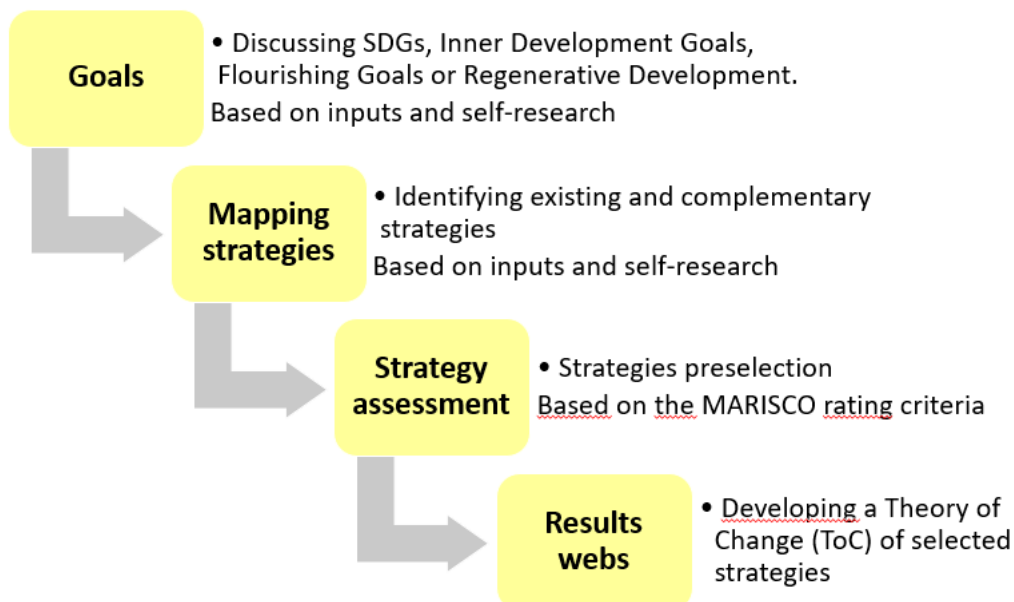 Goals
• Discussing SDGs, Inner Development Goals,
Flourishing Goals or Regenerative Development.
Based on inputs and self-research
Mapping
strategies
• Identifying existing and complementary
strategies
Based on inputs and self-research
Strategy
assessment
• Strategies preselection
Based on the MARISCO rating criteria
Results
webs
• Developing a Theory of
Change (ToC) of selected
strategies